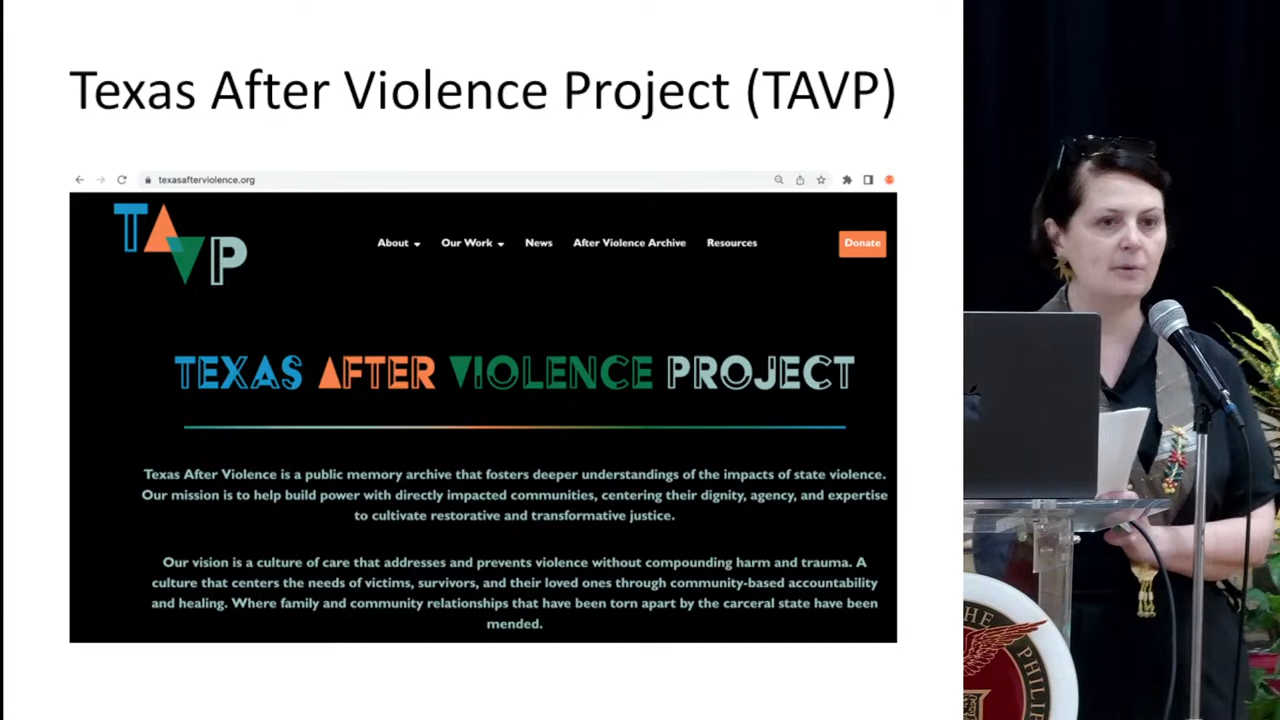 Texas After Violence Project (TAVP)
texasafterviolence.org
TAVP
About
Our Work
News
After Violence Archive
Resources
Donate
TEXAS AFTER VIOLENCE PROJECT
Texas After Violence is a public memory archive that fosters deeper understandings of the impacts of state violence.
Our mission is to help build power with directly impacted communities, centering their dignity, agency, and expertise
to cultivate restorative and transformative justice.
Our vision is a culture of care that addresses and prevents violence without compounding harm and trauma. A
culture that centers the needs of victims, survivors, and their loved ones through community-based accountability
and healing. Where family and community relationships that have been torn apart by the carceral state have been
mended.
THE
PHILI